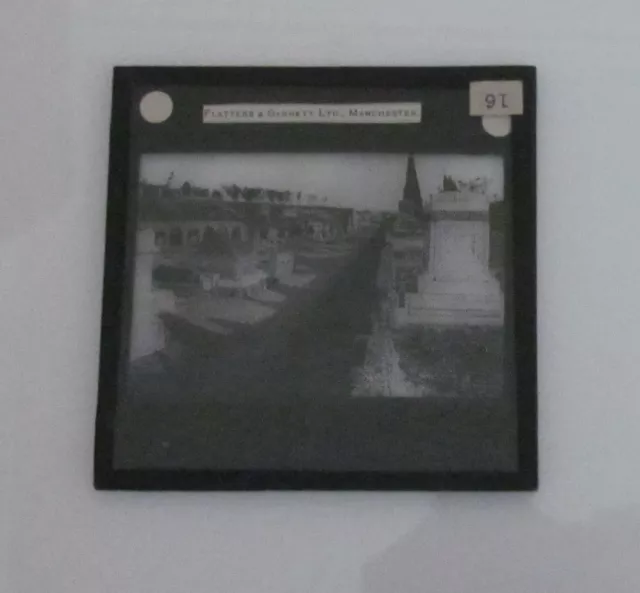 FLATTERS & GARNETT LTD., MANCHESTER.
16